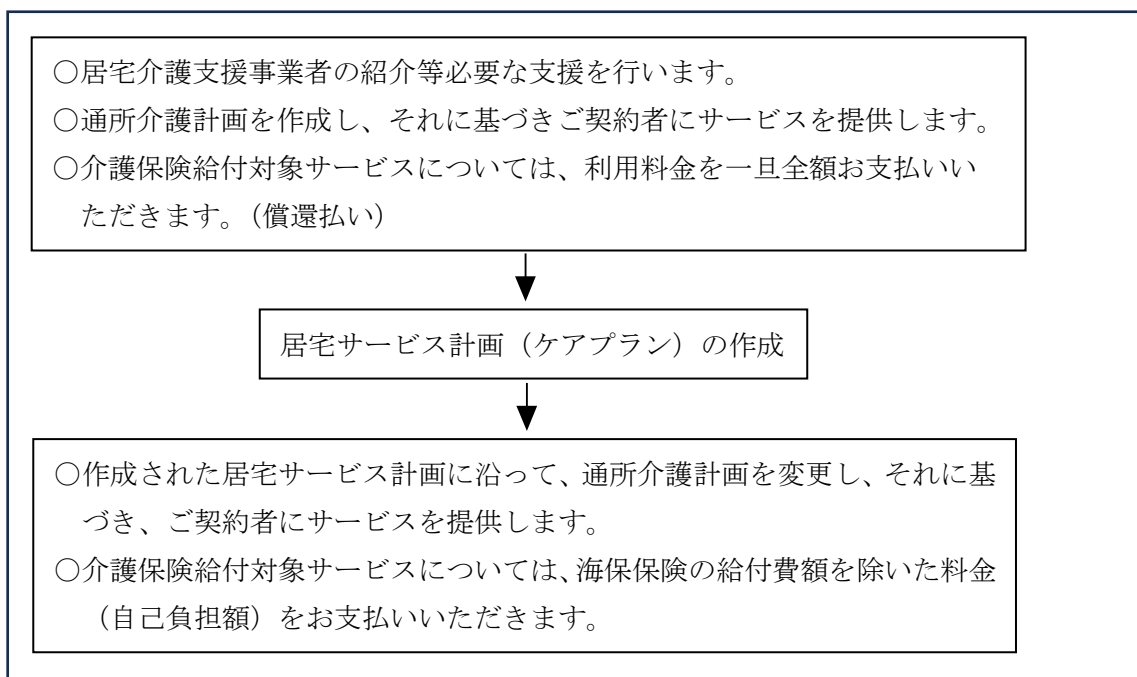 ○居宅介護支援事業者の紹介等必要な支援を行います。
○通所介護計画を作成し、それに基づきご契約者にサービスを提供します。
○介護保険給付対象サービスについては、利用料金を一旦全額お支払いい
ただきます。（償還払い）
居宅サービス計画（ケアプラン）の作成
○作成された居宅サービス計画に沿って、通所介護計画を変更し、それに基
づき、ご契約者にサービスを提供します。
○介護保険給付対象サービスについては、海保保険の給付費額を除いた料金
（自己負担額）をお支払いいただきます。